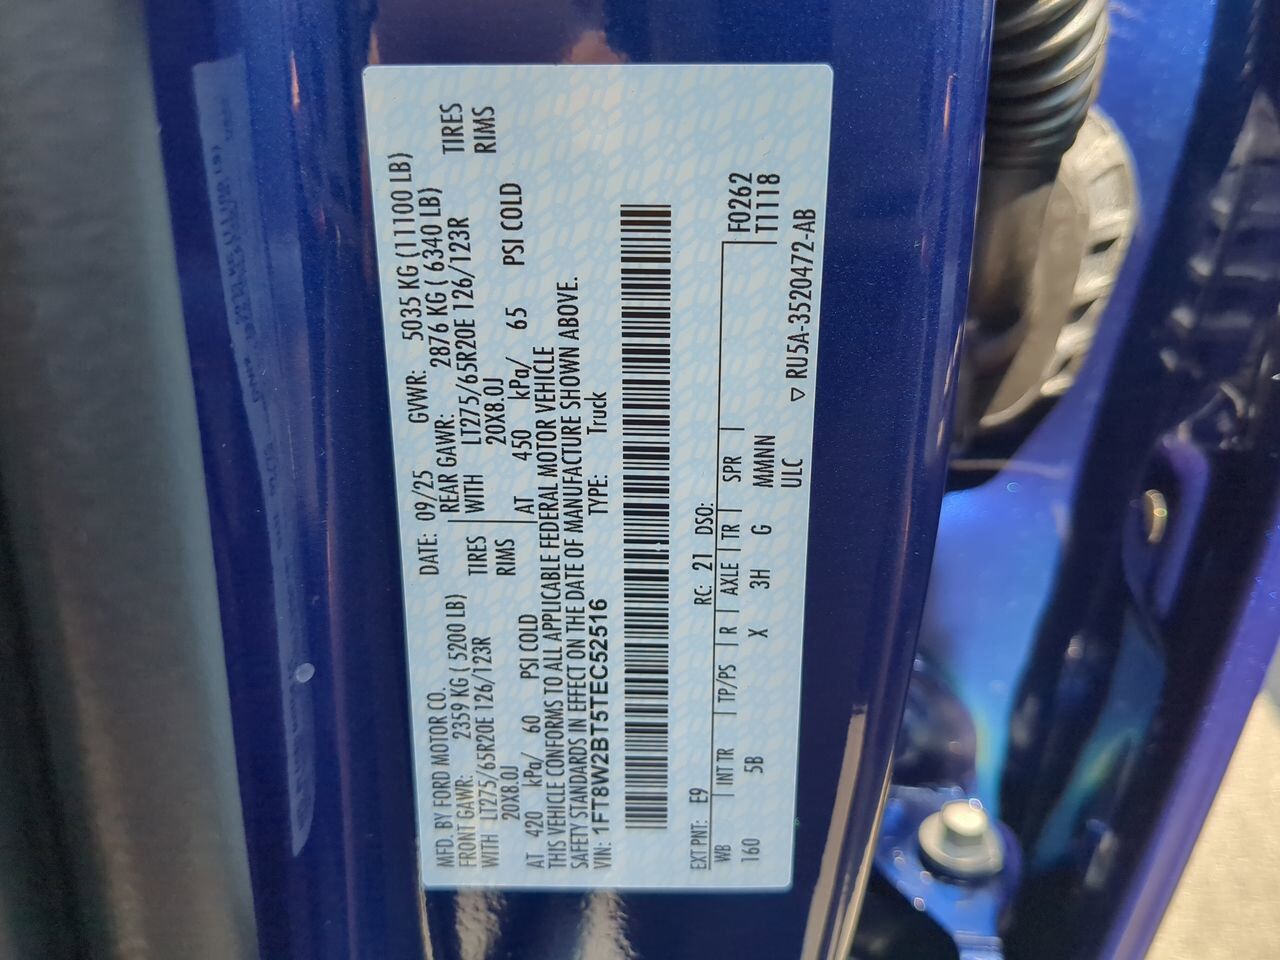 MFD. BY FORD MOTOR CO.
DATE: 09/25 GVWR: 5035 KG (11100 LB)
FRONT GAWR: 2359 KG ( 5200 LB) REAR GAWR: 2876 KG ( 6340 LB)
WITH LT275/65R20E 126/123R TIRES WITH LT275/65R20E 126/123R TIRES
20X8.0J RIMS 20X8.0J RIMS
AT 420 kPa/ 60 PSI COLD AT 450 kPa/ 65 PSI COLD
THIS VEHICLE CONFORMS TO ALL APPLICABLE FEDERAL MOTOR VEHICLE
SAFETY STANDARDS IN EFFECT ON THE DATE OF MANUFACTURE SHOWN ABOVE.
VIN: 1FT8W2BT5TEC52516 TYPE: Truck
EXT PNT: E9 RC: 21 DSO: F0262
WB INT TR TP/PS R AXLE TR SPR T1118
160 5B X 3H G MMNN
ULC ▽ RU5A-3520472-AB